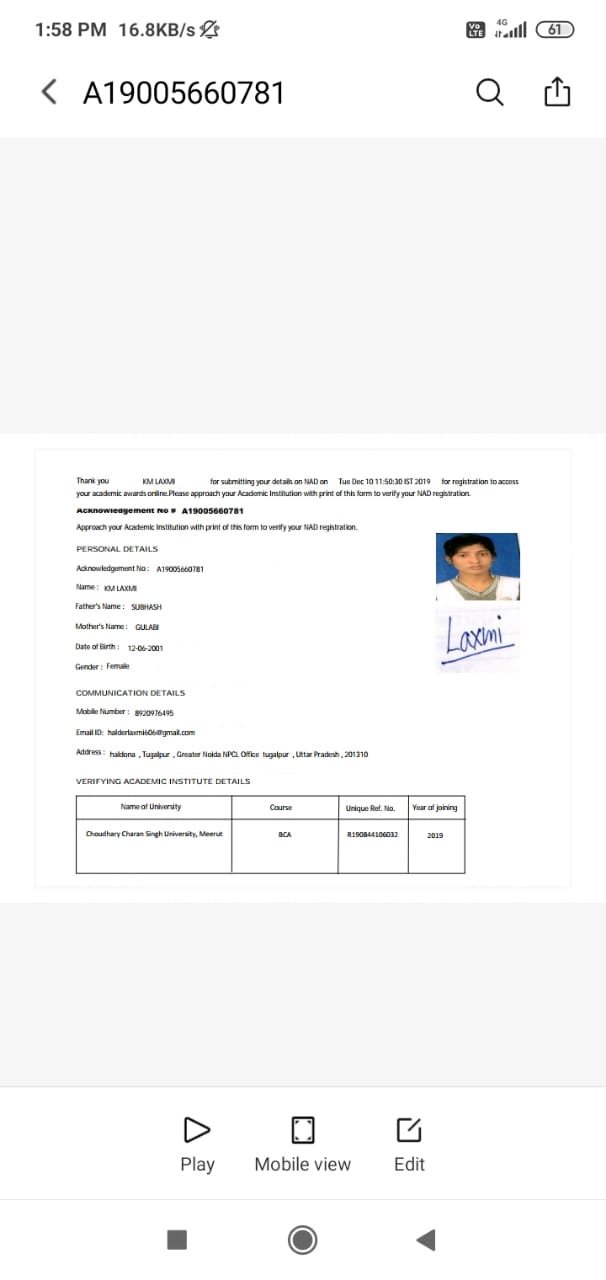 1:58 PM 16.8KB/s
Vo LTE 4G 61
A19005660781
Thank you KM LAXMI for submitting your details on NAD on Tue Dec 10 11:50:30 IST 2019 for registration to access
your academic awards online.Please approach your Academic Institution with print of this form to verify your NAD registration.
Acknowledgement No # A19005660781
Approach your Academic Institution with print of this form to verify your NAD registration.
PERSONAL DETAILS
Acknowledgement No : A19005660781
Name : KM LAXMI
Father's Name : SUBHASH
Mother's Name : GULABI
Date of Birth : 12-06-2001
Gender : Female
Laxmi
COMMUNICATION DETAILS
Mobile Number : 8920976495
Email ID: halderlaxmi606@gmail.com
Address : haldona , Tugalpur , Greater Noida NPCL Office tugalpur , Uttar Pradesh , 201310
VERIFYING ACADEMIC INSTITUTE DETAILS
Name of University Course Unique Ref. No. Year of joining
Choudhary Charan Singh University, Meerut BCA R190844106032 2019
Play Mobile view Edit